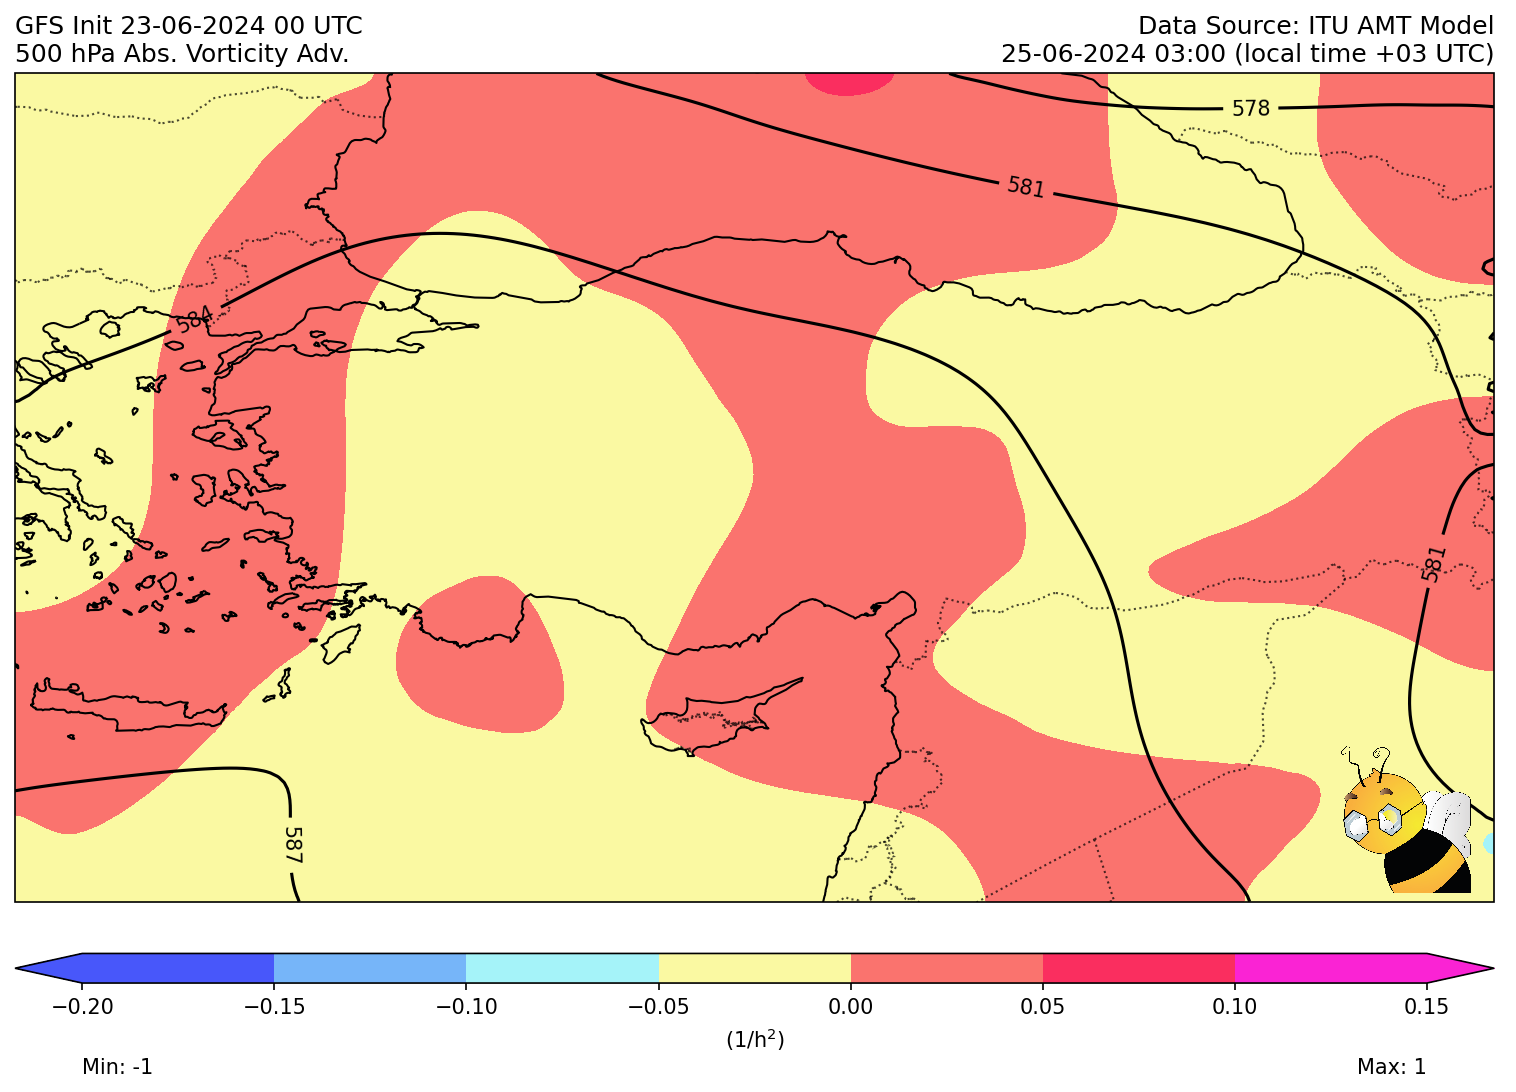 GFS Init 23-06-2024 00 UTC
500 hPa Abs. Vorticity Adv.
Data Source: ITU AMT Model
25-06-2024 03:00 (local time +03 UTC)
578
581
584
581
587
−0.20 −0.15 −0.10 −0.05 0.00 0.05 0.10 0.15
(1/h²)
Min: -1 Max: 1